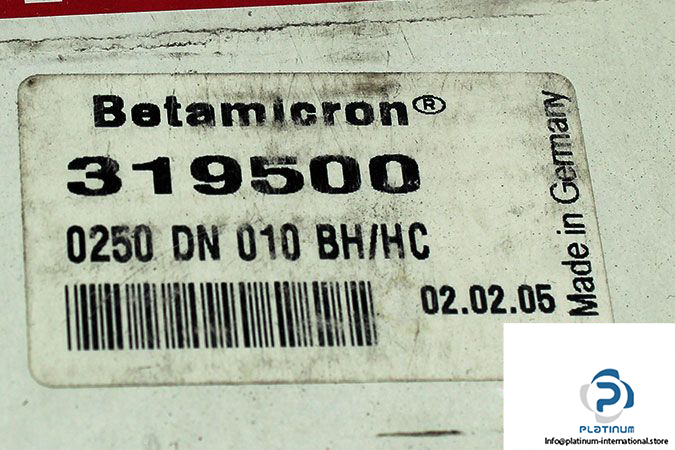 Betamicron®
319500
0250 DN 010 BH/HC
02.02.05
Made in Germany
PLATINUM
Info@platinum-international.store